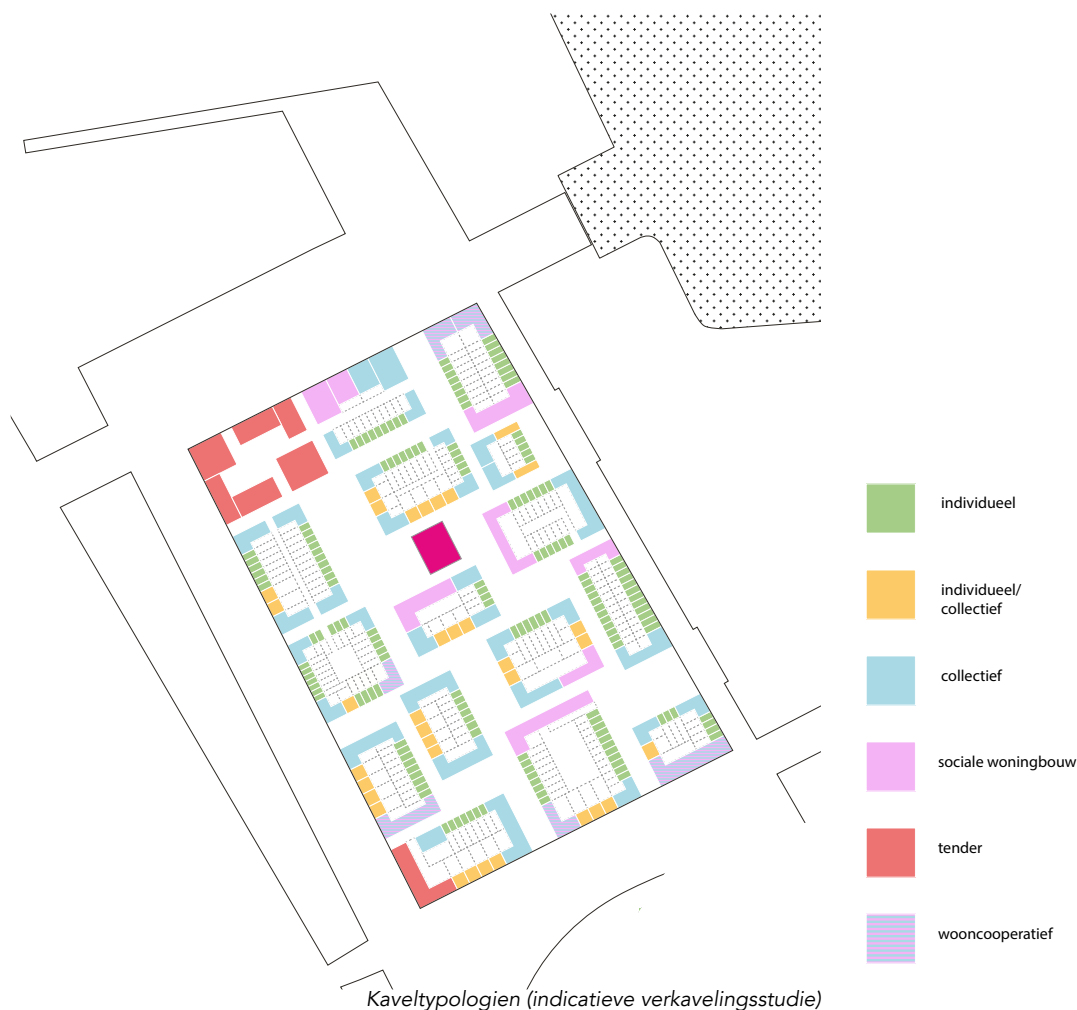 individueel
individueel/
collectief
collectief
sociale woningbouw
tender
wooncooperatief
Kaveltypologien (indicatieve verkavelingsstudie)